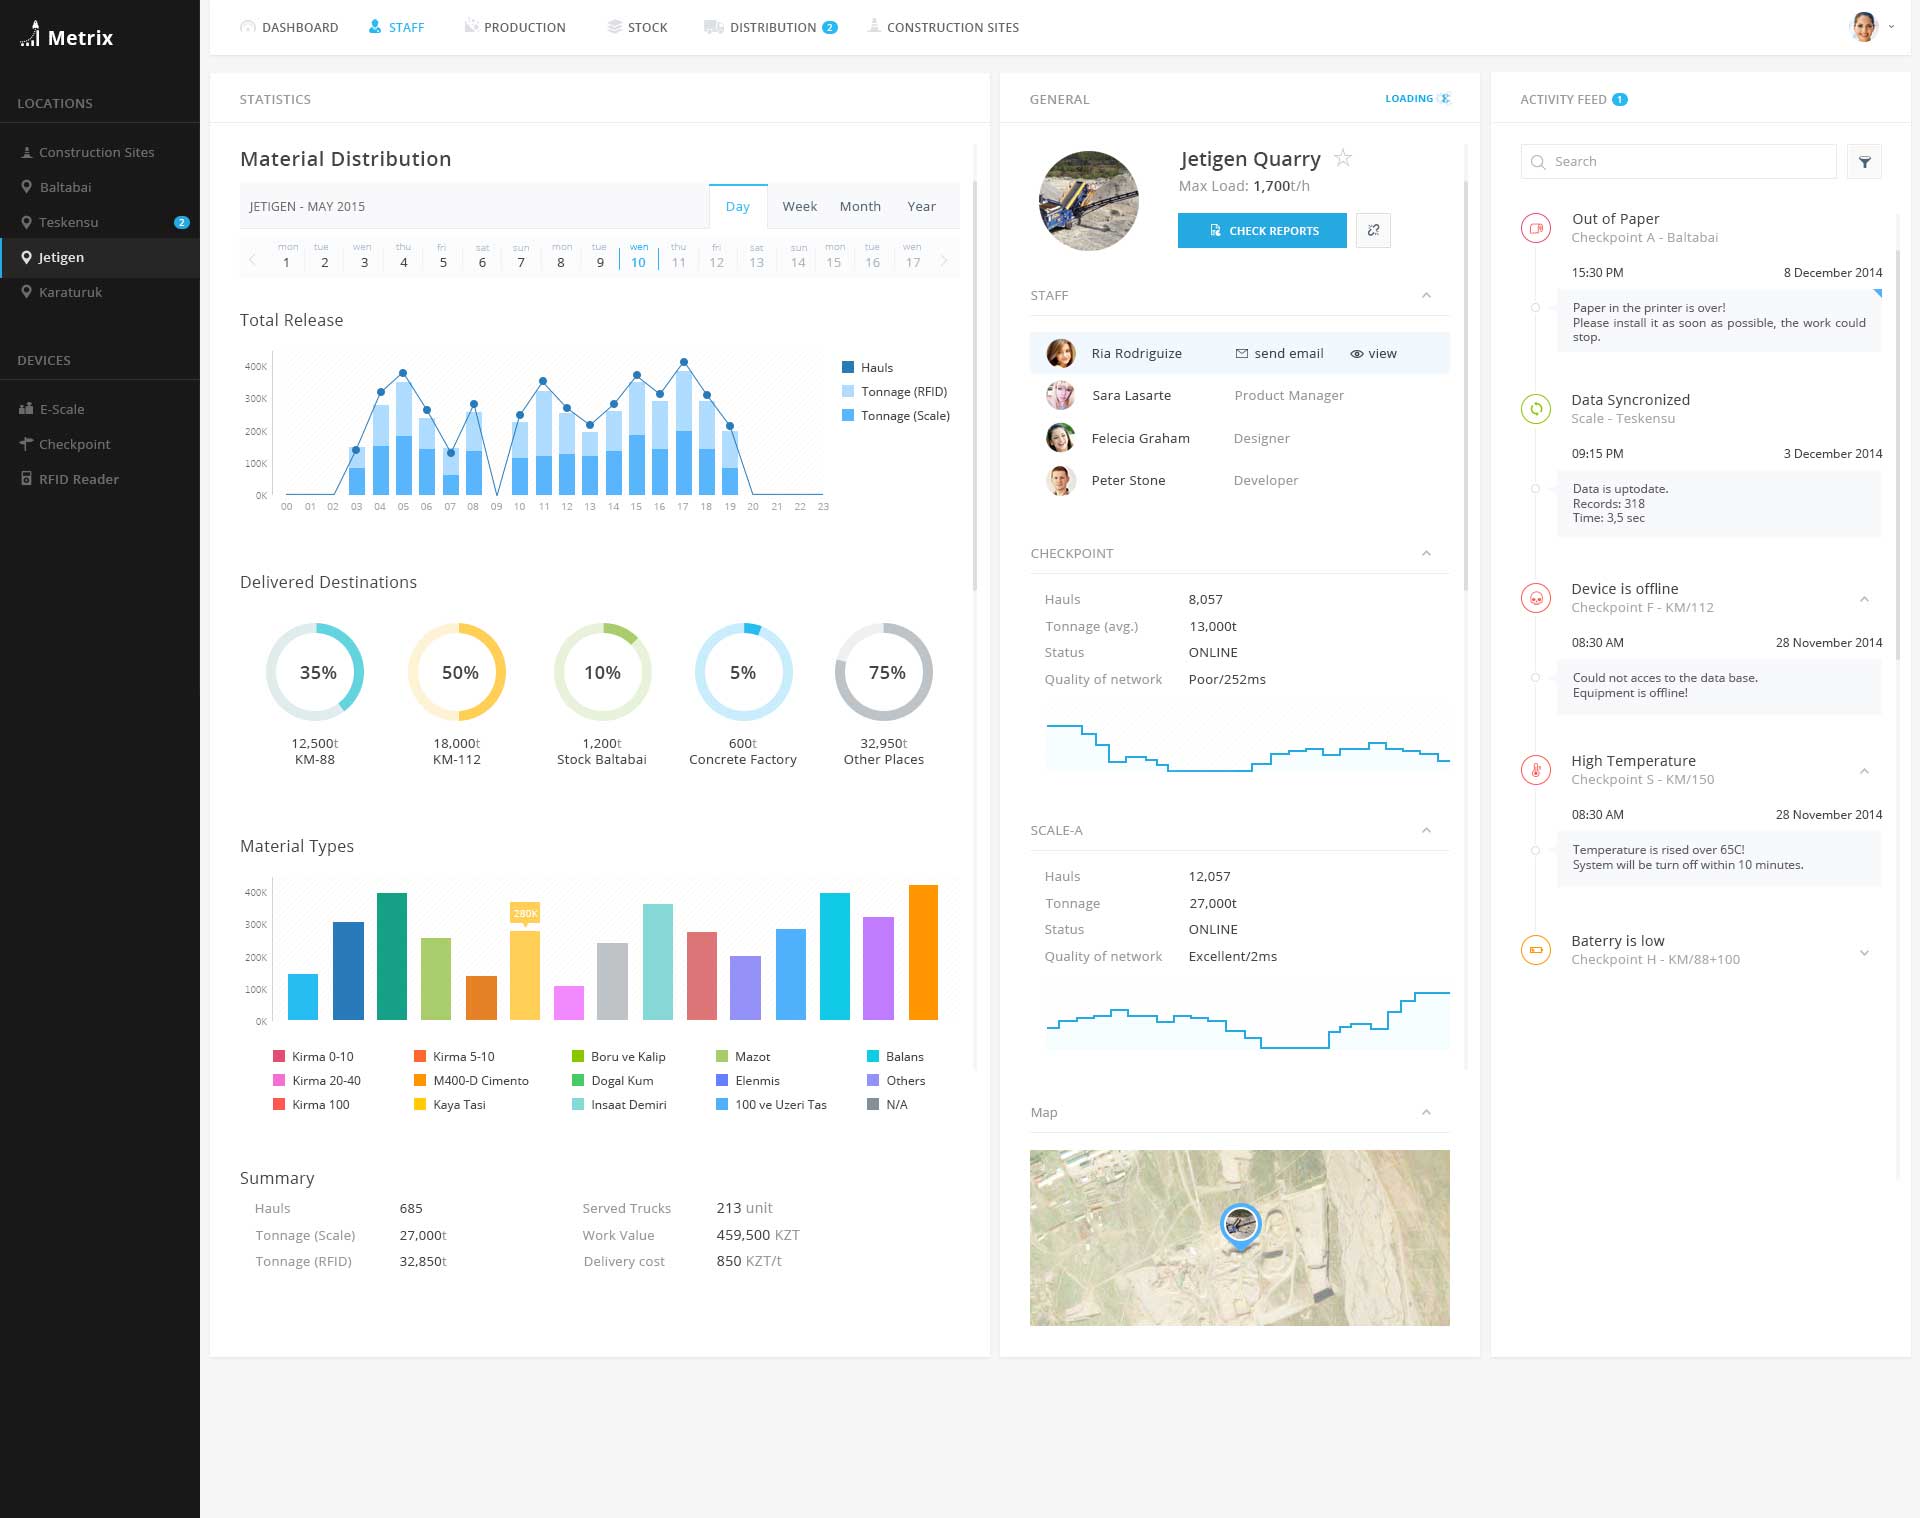 Metrix
LOCATIONS
Construction Sites
Baltabai
Teskensu 2
Jetigen
Karaturuk
DEVICES
E-Scale
Checkpoint
RFID Reader
DASHBOARD STAFF PRODUCTION STOCK DISTRIBUTION 2 CONSTRUCTION SITES
STATISTICS
Material Distribution
JETIGEN - MAY 2015 Day Week Month Year
mon tue wen thu fri sat sun mon tue wen thu fri sat sun mon tue wen
1 2 3 4 5 6 7 8 9 10 11 12 13 14 15 16 17
Total Release
400K
300K
200K
100K
0K
00 01 02 03 04 05 06 07 08 09 10 11 12 13 14 15 16 17 18 19 20 21 22 23
Hauls
Tonnage (RFID)
Tonnage (Scale)
Delivered Destinations
35% 50% 10% 5% 75%
12,500t 18,000t 1,200t 600t 32,950t
KM-88 KM-112 Stock Baltabai Concrete Factory Other Places
Material Types
400K
300K
200K
100K
0K
280K
Kirma 0-10 Kirma 5-10 Boru ve Kalip Mazot Balans
Kirma 20-40 M400-D Cimento Dogal Kum Elenmis Others
Kirma 100 Kaya Tasi Insaat Demiri 100 ve Uzeri Tas N/A
Summary
Hauls 685 Served Trucks 213 unit
Tonnage (Scale) 27,000t Work Value 459,500 KZT
Tonnage (RFID) 32,850t Delivery cost 850 KZT/t
GENERAL LOADING
Jetigen Quarry
Max Load: 1,700t/h
CHECK REPORTS
STAFF
Ria Rodriguize send email view
Sara Lasarte Product Manager
Felecia Graham Designer
Peter Stone Developer
CHECKPOINT
Hauls 8,057
Tonnage (avg.) 13,000t
Status ONLINE
Quality of network Poor/252ms
SCALE-A
Hauls 12,057
Tonnage 27,000t
Status ONLINE
Quality of network Excellent/2ms
Map
ACTIVITY FEED 1
Search
Out of Paper
Checkpoint A - Baltabai
15:30 PM 8 December 2014
Paper in the printer is over!
Please install it as soon as possible, the work could
stop.
Data Syncronized
Scale - Teskensu
09:15 PM 3 December 2014
Data is uptodate.
Records: 318
Time: 3,5 sec
Device is offline
Checkpoint F - KM/112
08:30 AM 28 November 2014
Could not acces to the data base.
Equipment is offline!
High Temperature
Checkpoint S - KM/150
08:30 AM 28 November 2014
Temperature is rised over 65C!
System will be turn off within 10 minutes.
Baterry is low
Checkpoint H - KM/88+100